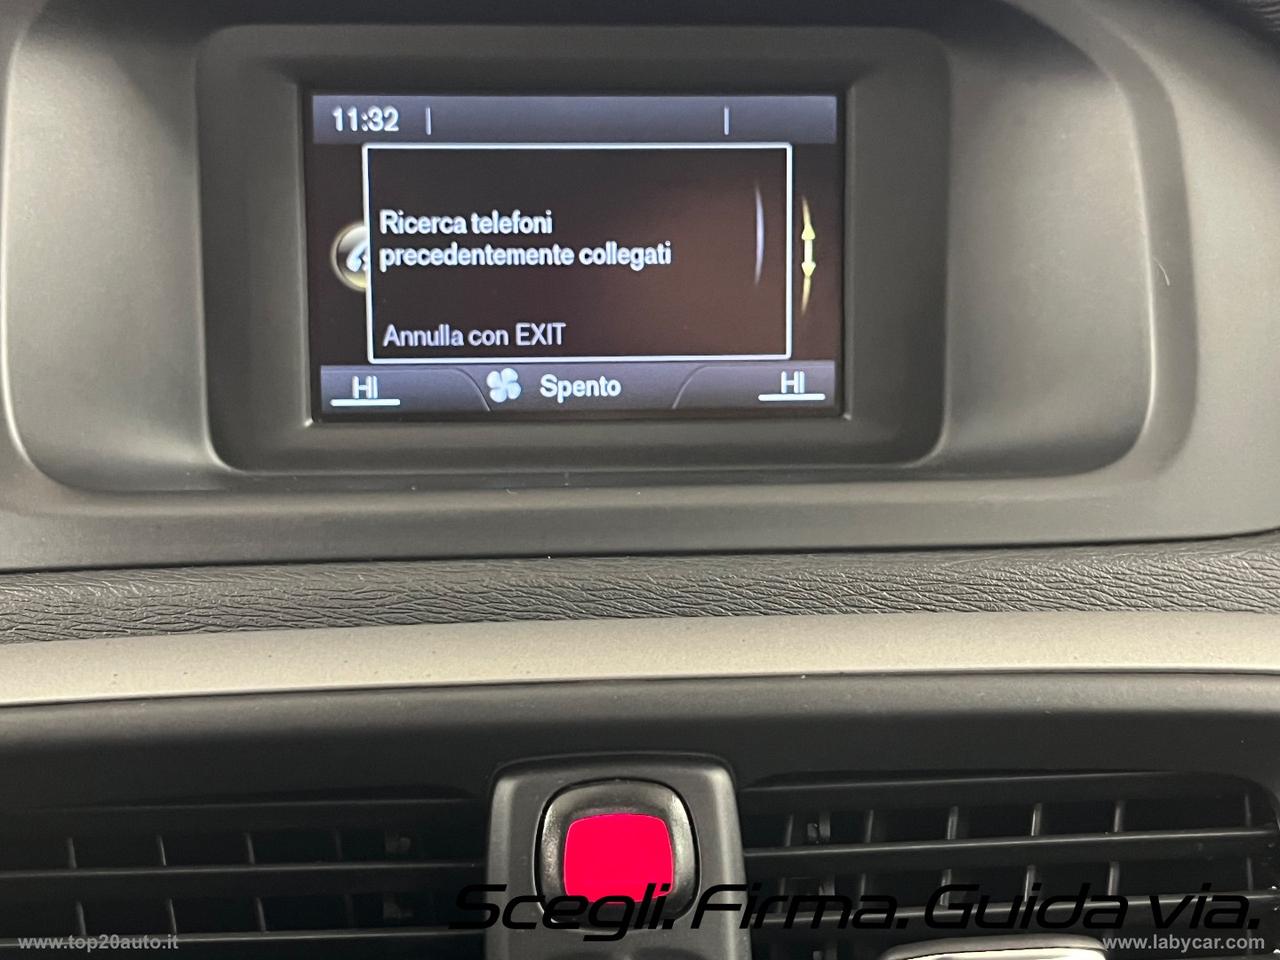 11:32
Ricerca telefoni
precedentemente collegati
Annulla con EXIT
HI Spento HI
Scegli. Firma. Guida via.
www.top20auto.it
www.labycar.com